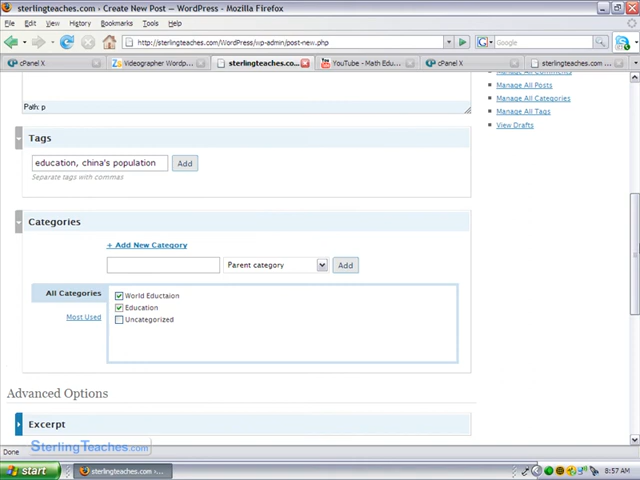 sterlingteaches.com › Create New Post — WordPress - Mozilla Firefox
File Edit View History Bookmarks Tools Help
http://sterlingteaches.com/WordPress/wp-admin/post-new.php
Google
cPanel X
Videographer Wordp...
sterlingteaches.co...
YouTube - Math Edu...
cPanel X
sterlingteaches.com ...
Manage All Comments
Manage All Posts
Manage All Categories
Manage All Tags
View Drafts
Path: p
Tags
education, china's population
Add
Separate tags with commas
Categories
+ Add New Category
Parent category
Add
All Categories
Most Used
World Eductaion
Education
Uncategorized
Advanced Options
Excerpt
SterlingTeaches.com
Done
start
sterlingteaches.com ›...
8:57 AM